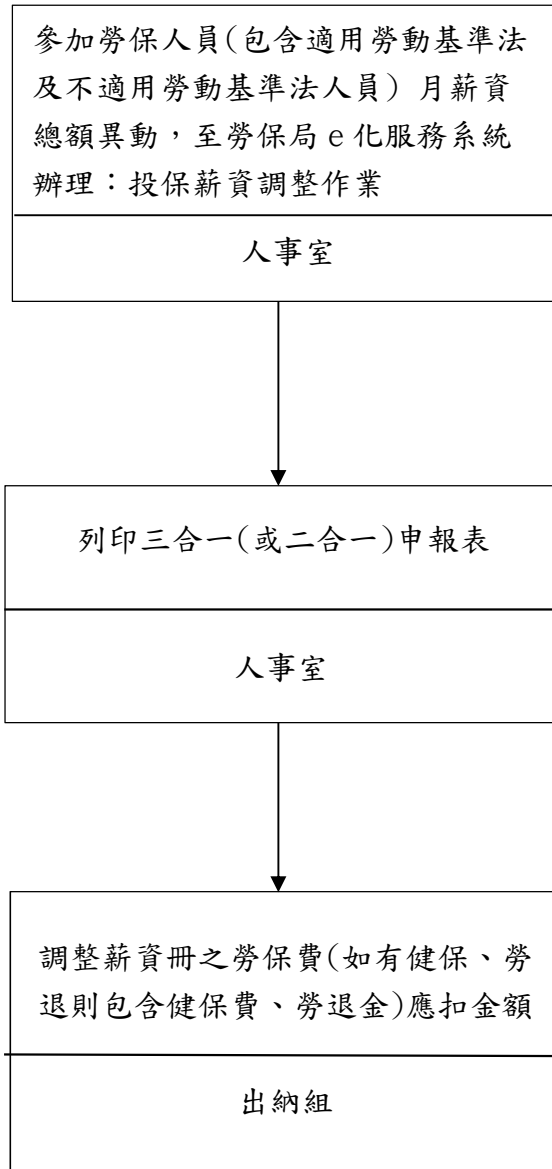 參加勞保人員(包含適用勞動基準法
及不適用勞動基準法人員) 月薪資
總額異動，至勞保局 e 化服務系統
辦理：投保薪資調整作業
人事室
列印三合一(或二合一)申報表
人事室
調整薪資冊之勞保費(如有健保、勞
退則包含健保費、勞退金)應扣金額
出納組